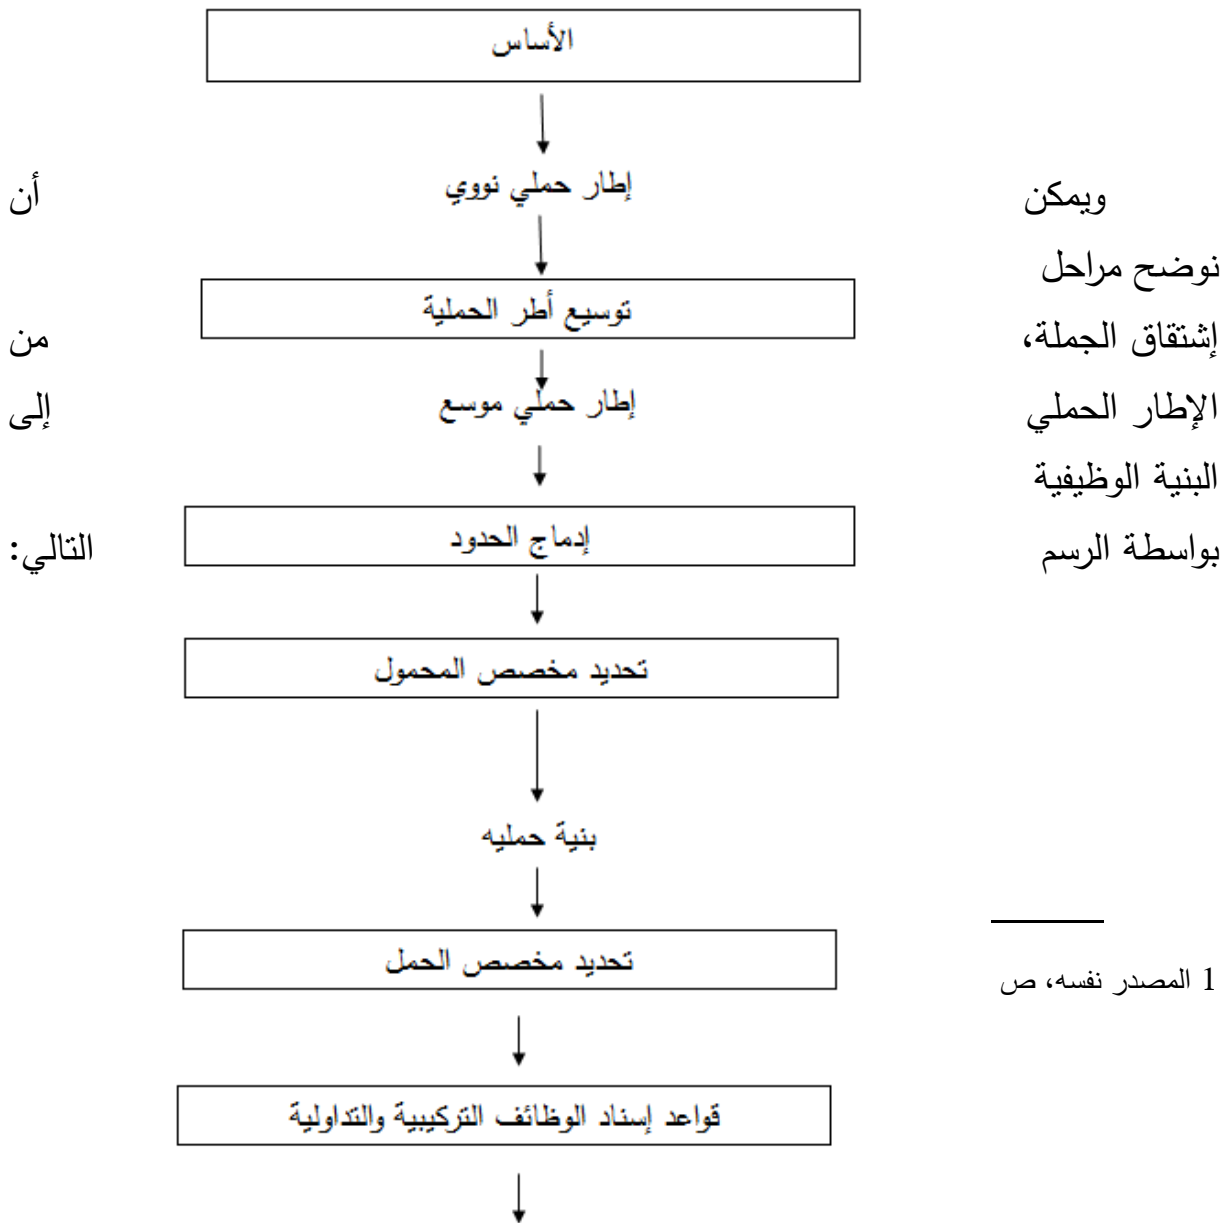 الأساس
إطار حملي نووي
ويمكن أن
نوضح مراحل
توسيع أطر الحملية
إشتقاق الجملة، من
الإطار الحملي إلى
إطار حملي موسع
البنية الوظيفية
بواسطة الرسم التالي:
إدماج الحدود
تحديد مخصص المحمول
بنية حمليه
تحديد مخصص الحمل
1 المصدر نفسه، ص
قواعد إسناد الوظائف التركيبية والتداولية